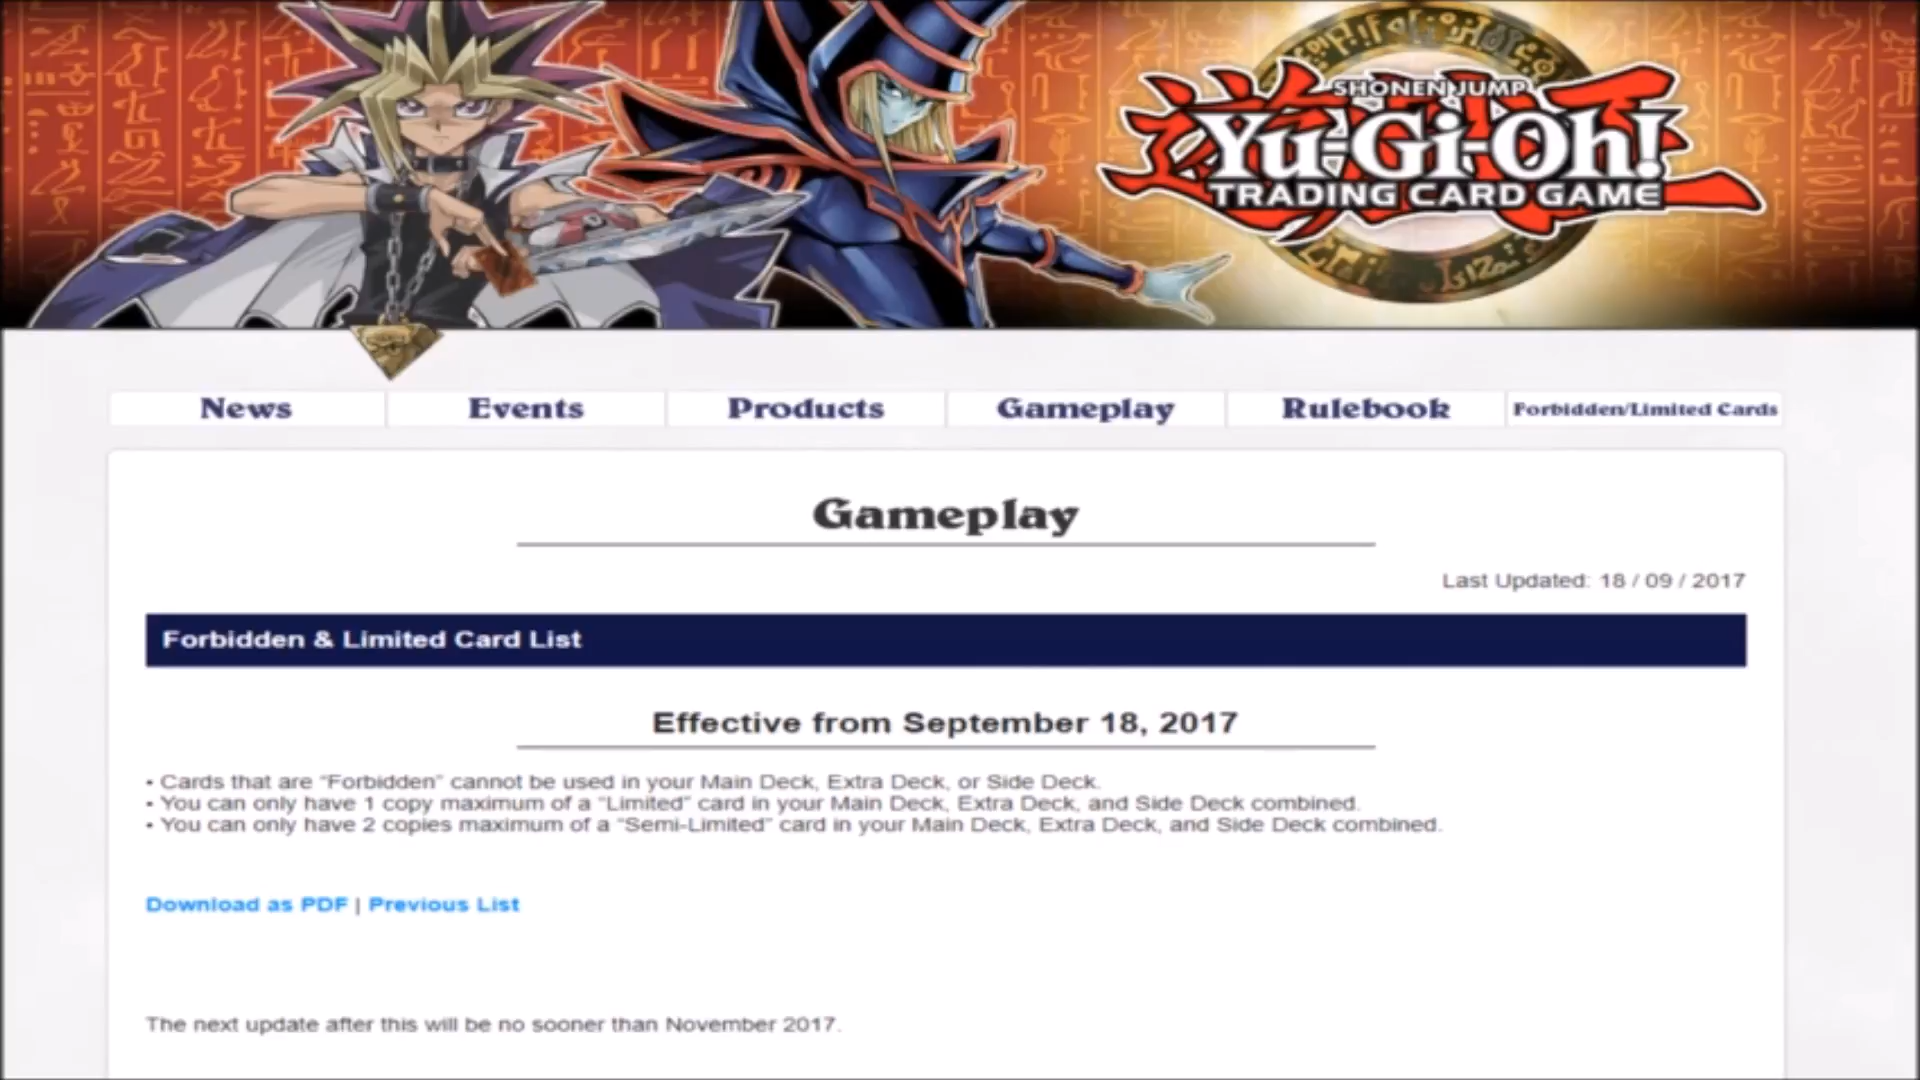 SHONEN JUMP
Yu-Gi-Oh!
TRADING CARD GAME
News Events Products Gameplay Rulebook Forbidden/Limited Cards
Gameplay
Last Updated: 18 / 09 / 2017
Forbidden & Limited Card List
Effective from September 18, 2017
• Cards that are “Forbidden” cannot be used in your Main Deck, Extra Deck, or Side Deck.
• You can only have 1 copy maximum of a “Limited” card in your Main Deck, Extra Deck, and Side Deck combined.
• You can only have 2 copies maximum of a “Semi-Limited” card in your Main Deck, Extra Deck, and Side Deck combined.
Download as PDF | Previous List
The next update after this will be no sooner than November 2017.